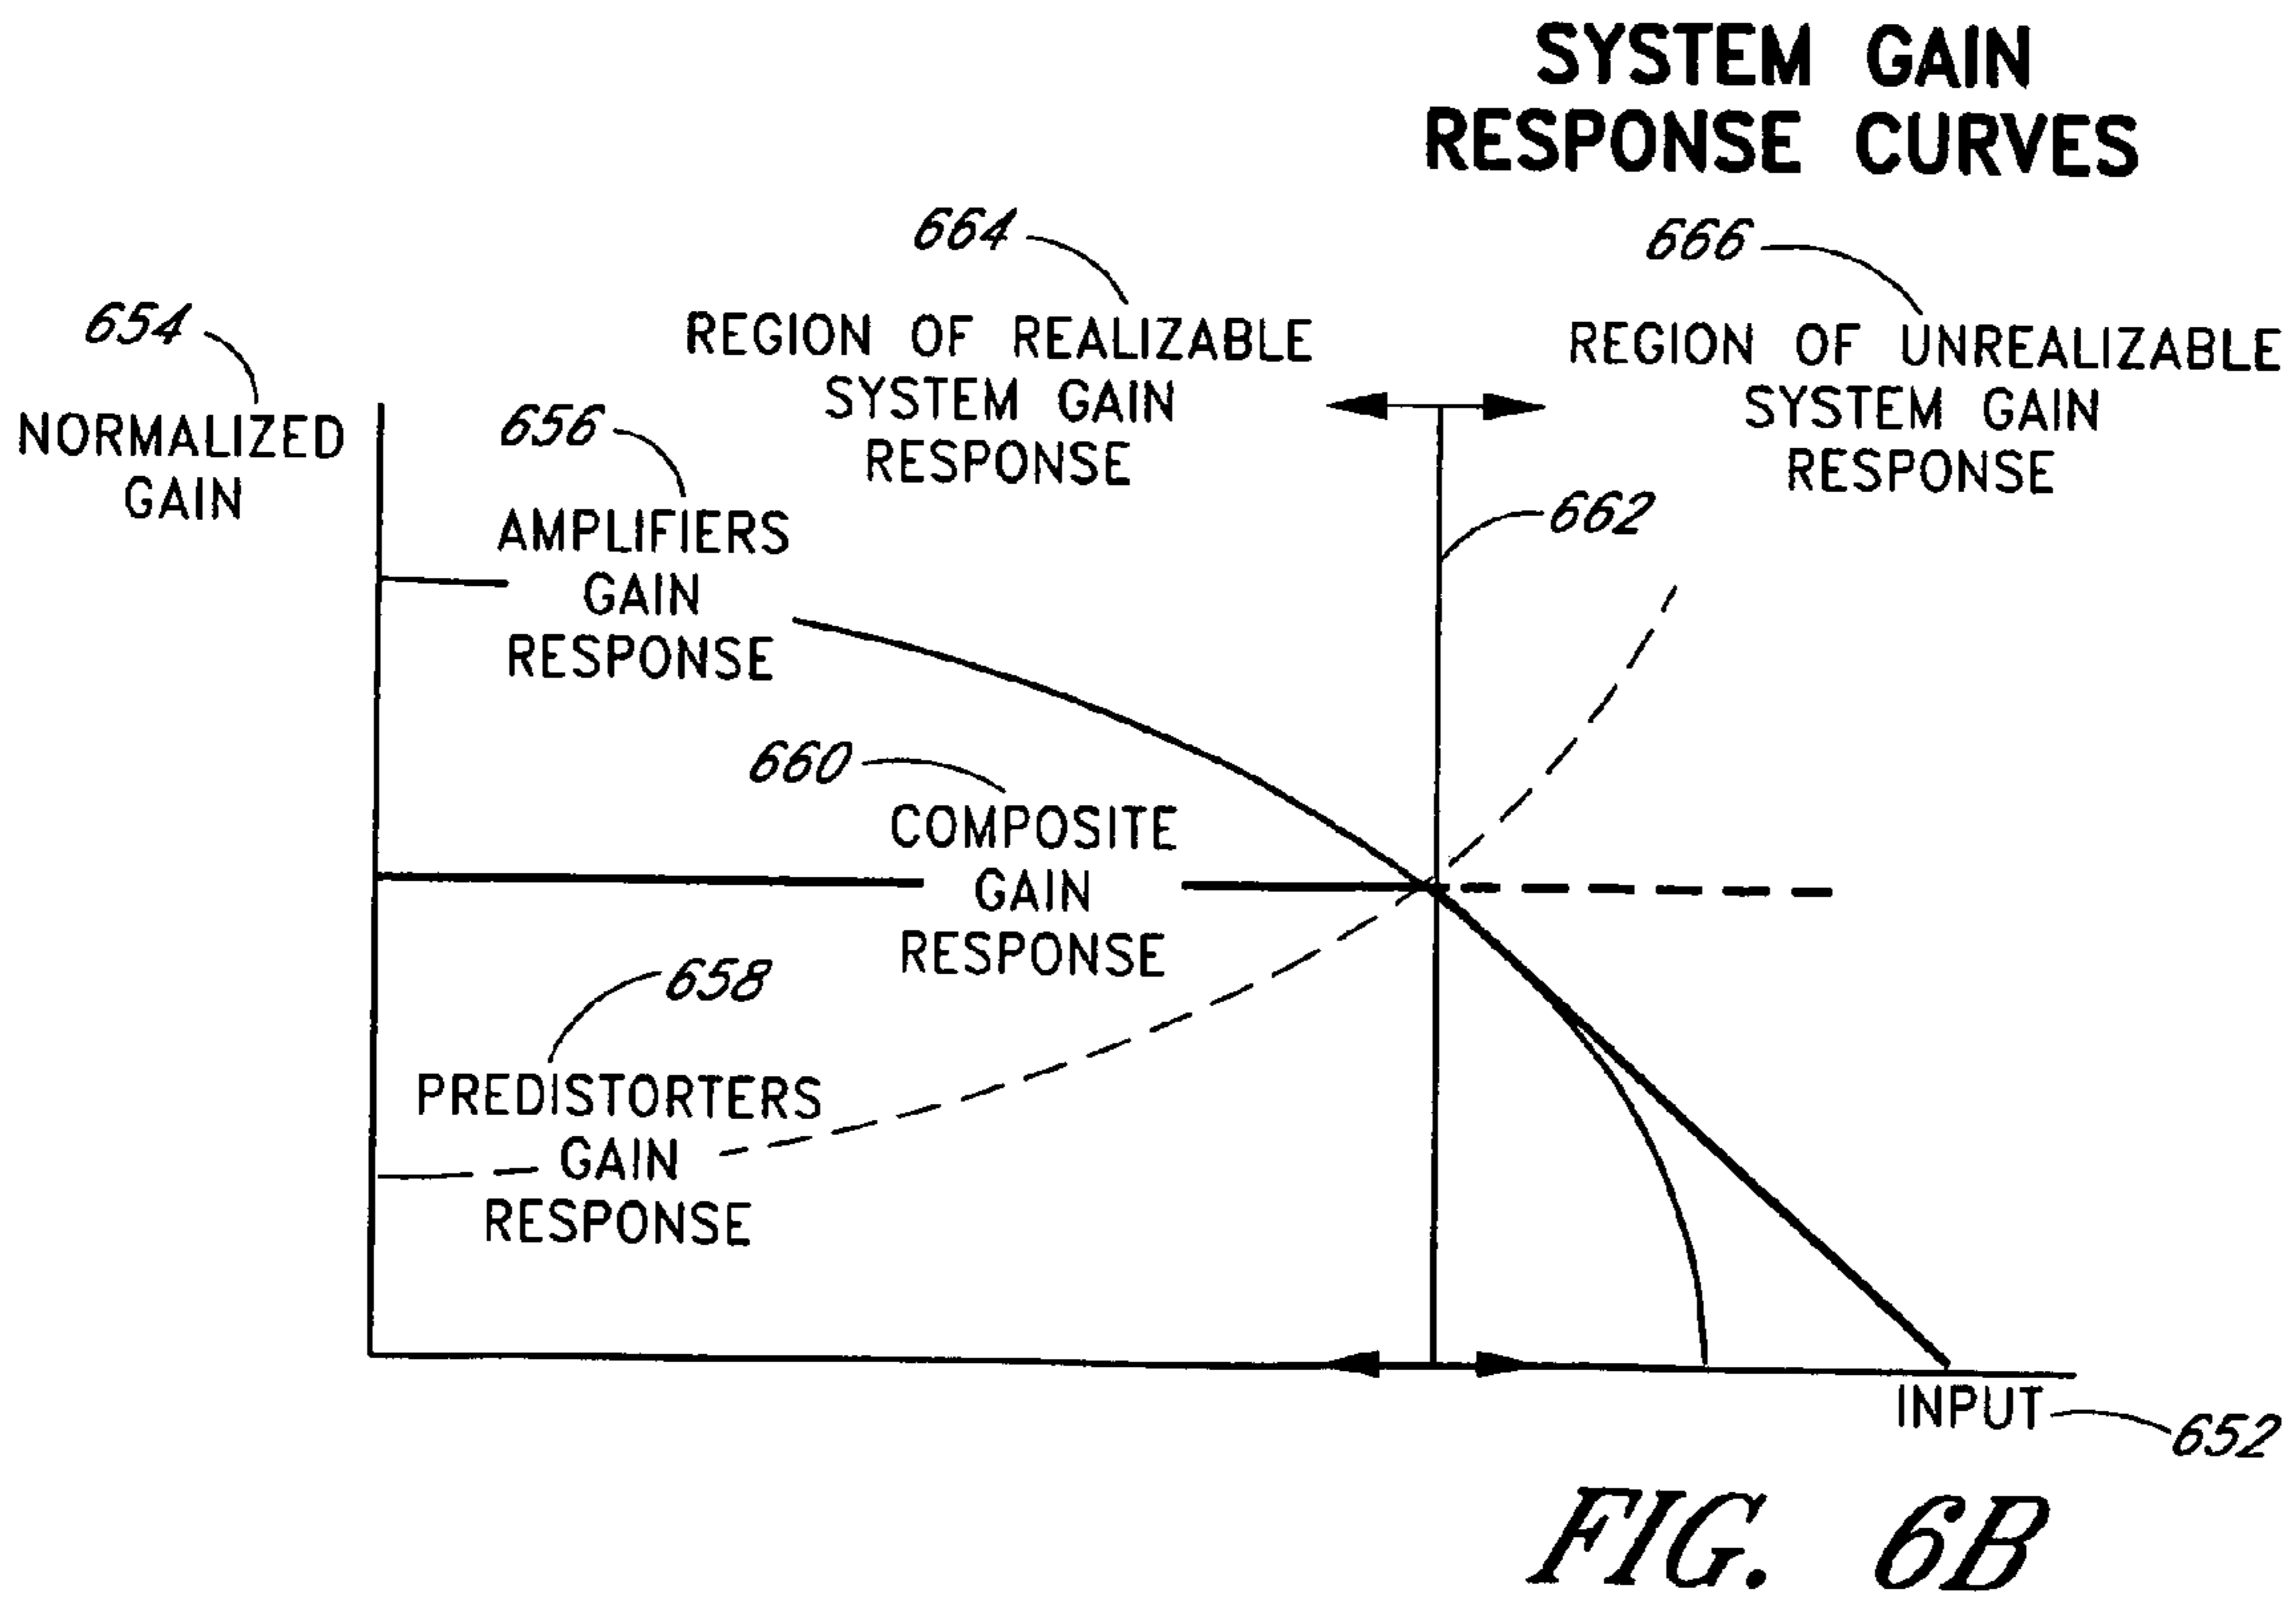 SYSTEM GAIN
RESPONSE CURVES
664
666
654
REGION OF REALIZABLE
SYSTEM GAIN
RESPONSE
REGION OF UNREALIZABLE
SYSTEM GAIN
RESPONSE
NORMALIZED
GAIN
656
AMPLIFIERS
GAIN
RESPONSE
662
660
COMPOSITE
GAIN
RESPONSE
658
PREDISTORTERS
GAIN
RESPONSE
INPUT
652
FIG. 6B